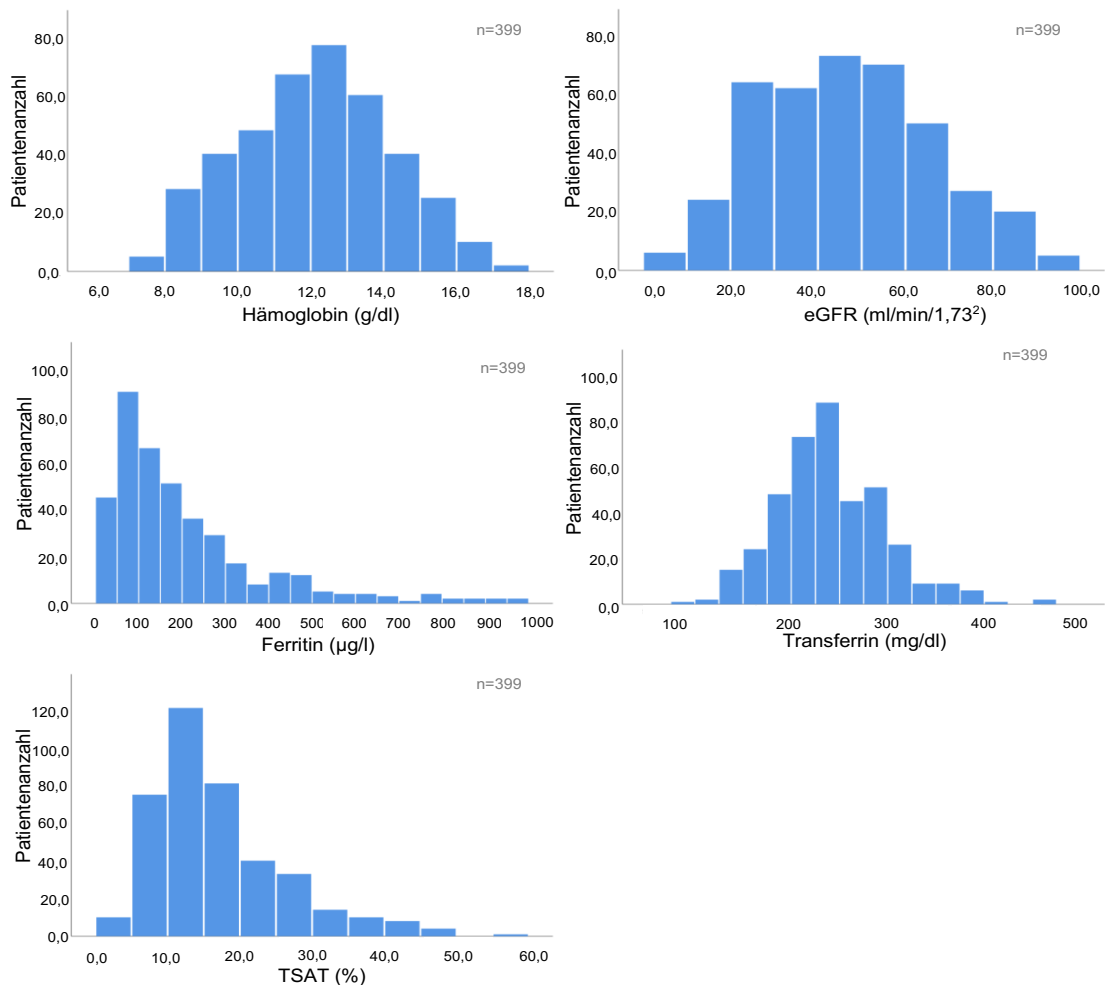 n=399
Patientenanzahl
80,0
60,0
40,0
20,0
0,0
6,0 8,0 10,0 12,0 14,0 16,0 18,0
Hämoglobin (g/dl)
n=399
Patientenanzahl
80,0
60,0
40,0
20,0
0,0
0,0 20,0 40,0 60,0 80,0 100,0
eGFR (ml/min/1,73²)
n=399
Patientenanzahl
100,0
80,0
60,0
40,0
20,0
0,0
0 100 200 300 400 500 600 700 800 900 1000
Ferritin (µg/l)
n=399
Patientenanzahl
100,0
80,0
60,0
40,0
20,0
0,0
100 200 300 400 500
Transferrin (mg/dl)
n=399
Patientenanzahl
120,0
100,0
80,0
60,0
40,0
20,0
0,0
0,0 10,0 20,0 30,0 40,0 50,0 60,0
TSAT (%)